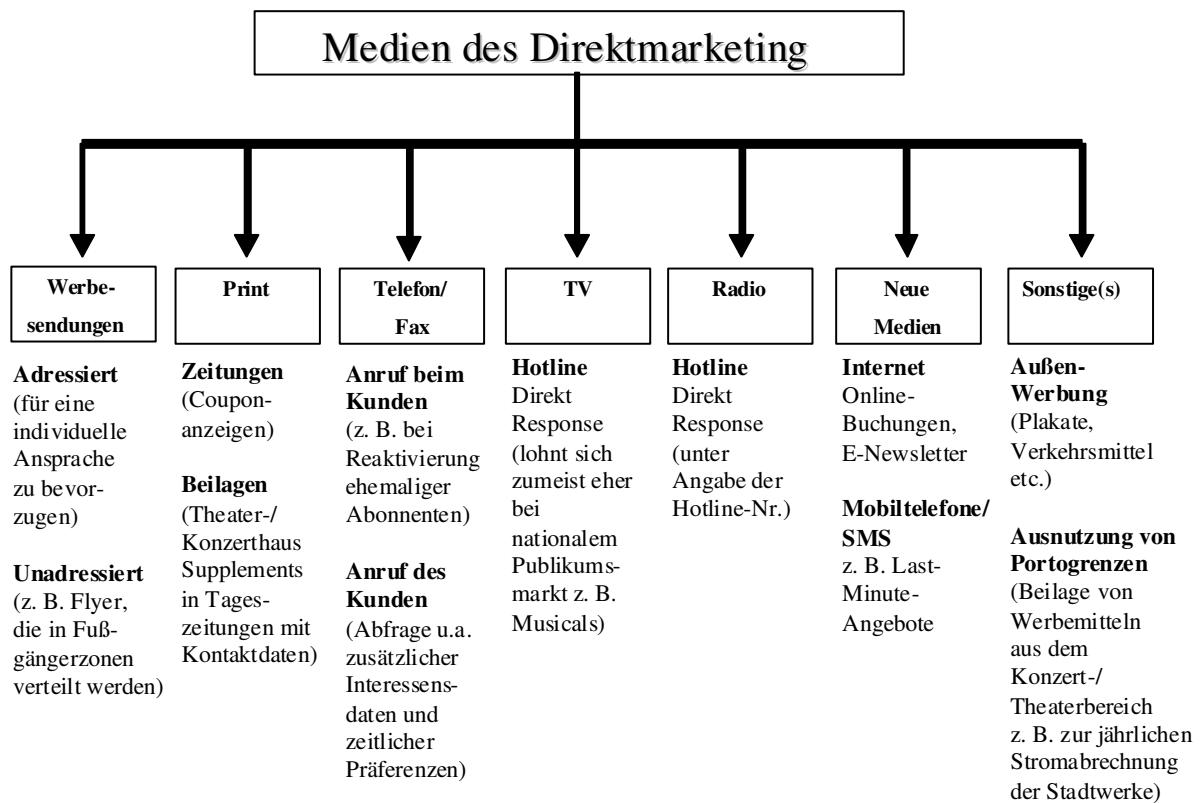 Medien des Direktmarketing
Werbe-
sendungen
Adressiert
(für eine
individuelle
Ansprache
zu bevor-
zugen)
Unadressiert
(z. B. Flyer,
die in Fuß-
gängerzonen
verteilt werden)
Print
Zeitungen
(Coupon-
anzeigen)
Beilagen
(Theater-/
Konzerthaus
Supplements
in Tages-
zeitungen mit
Kontaktdaten)
Telefon/
Fax
Anruf beim
Kunden
(z. B. bei
Reaktivierung
ehemaliger
Abonnenten)
Anruf des
Kunden
(Abfrage u.a.
zusätzlicher
Interessens-
daten und
zeitlicher
Präferenzen)
TV
Hotline
Direkt
Response
(lohnt sich
zumeist eher
bei
nationalem
Publikums-
markt z. B.
Musicals)
Radio
Hotline
Direkt
Response
(unter
Angabe der
Hotline-Nr.)
Neue
Medien
Internet
Online-
Buchungen,
E-Newsletter
Mobiltelefone/
SMS
z. B. Last-
Minute-
Angebote
Sonstige(s)
Außen-
Werbung
(Plakate,
Verkehrsmittel
etc.)
Ausnutzung von
Portogrenzen
(Beilage von
Werbemitteln
aus dem
Konzert-/
Theaterbereich
z. B. zur jährlichen
Stromabrechnung
der Stadtwerke)